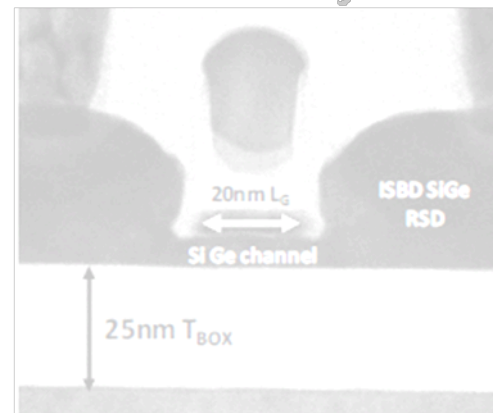 20nm LG
ISBD SiGe
RSD
Si Ge channel
25nm TBOX